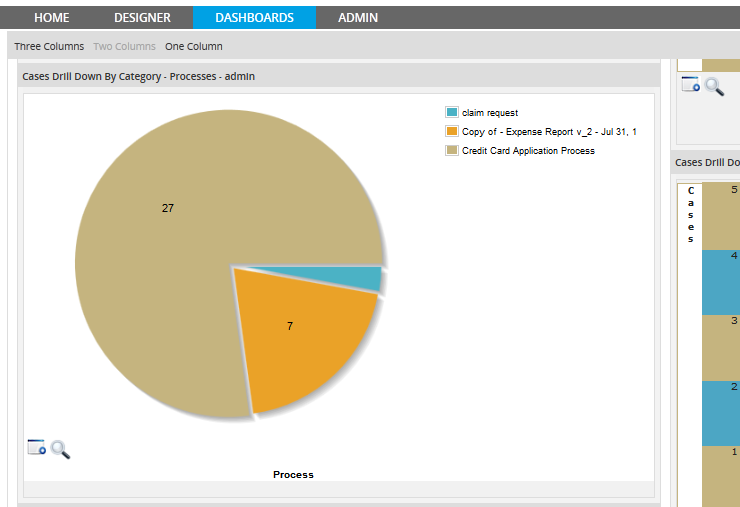 HOME DESIGNER DASHBOARDS ADMIN
Three Columns Two Columns One Column
Cases Drill Down By Category - Processes - admin
claim request
Copy of - Expense Report v_2 - Jul 31, 1
Credit Card Application Process
27
7
Process
Cases Drill Do
Cases
5
4
3
2
1